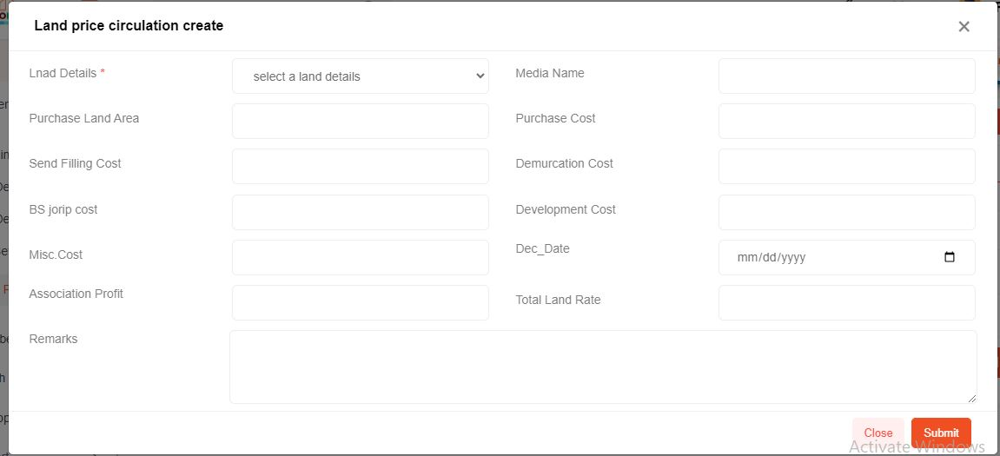 Land price circulation create
Lnad Details *
select a land details
Media Name
Purchase Land Area
Purchase Cost
Send Filling Cost
Demurcation Cost
BS jorip cost
Development Cost
Misc.Cost
Dec_Date
mm/dd/yyyy
Association Profit
Total Land Rate
Remarks
Close
Submit
Activate Windows